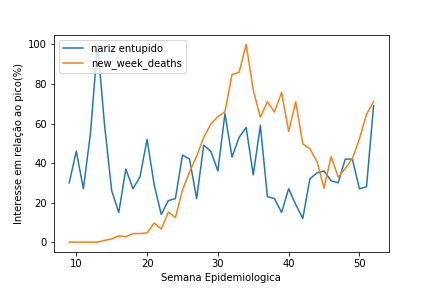 nariz entupido
new_week_deaths
Interesse em relação ao pico(%)
100
80
60
40
20
0
10 20 30 40 50
Semana Epidemiologica